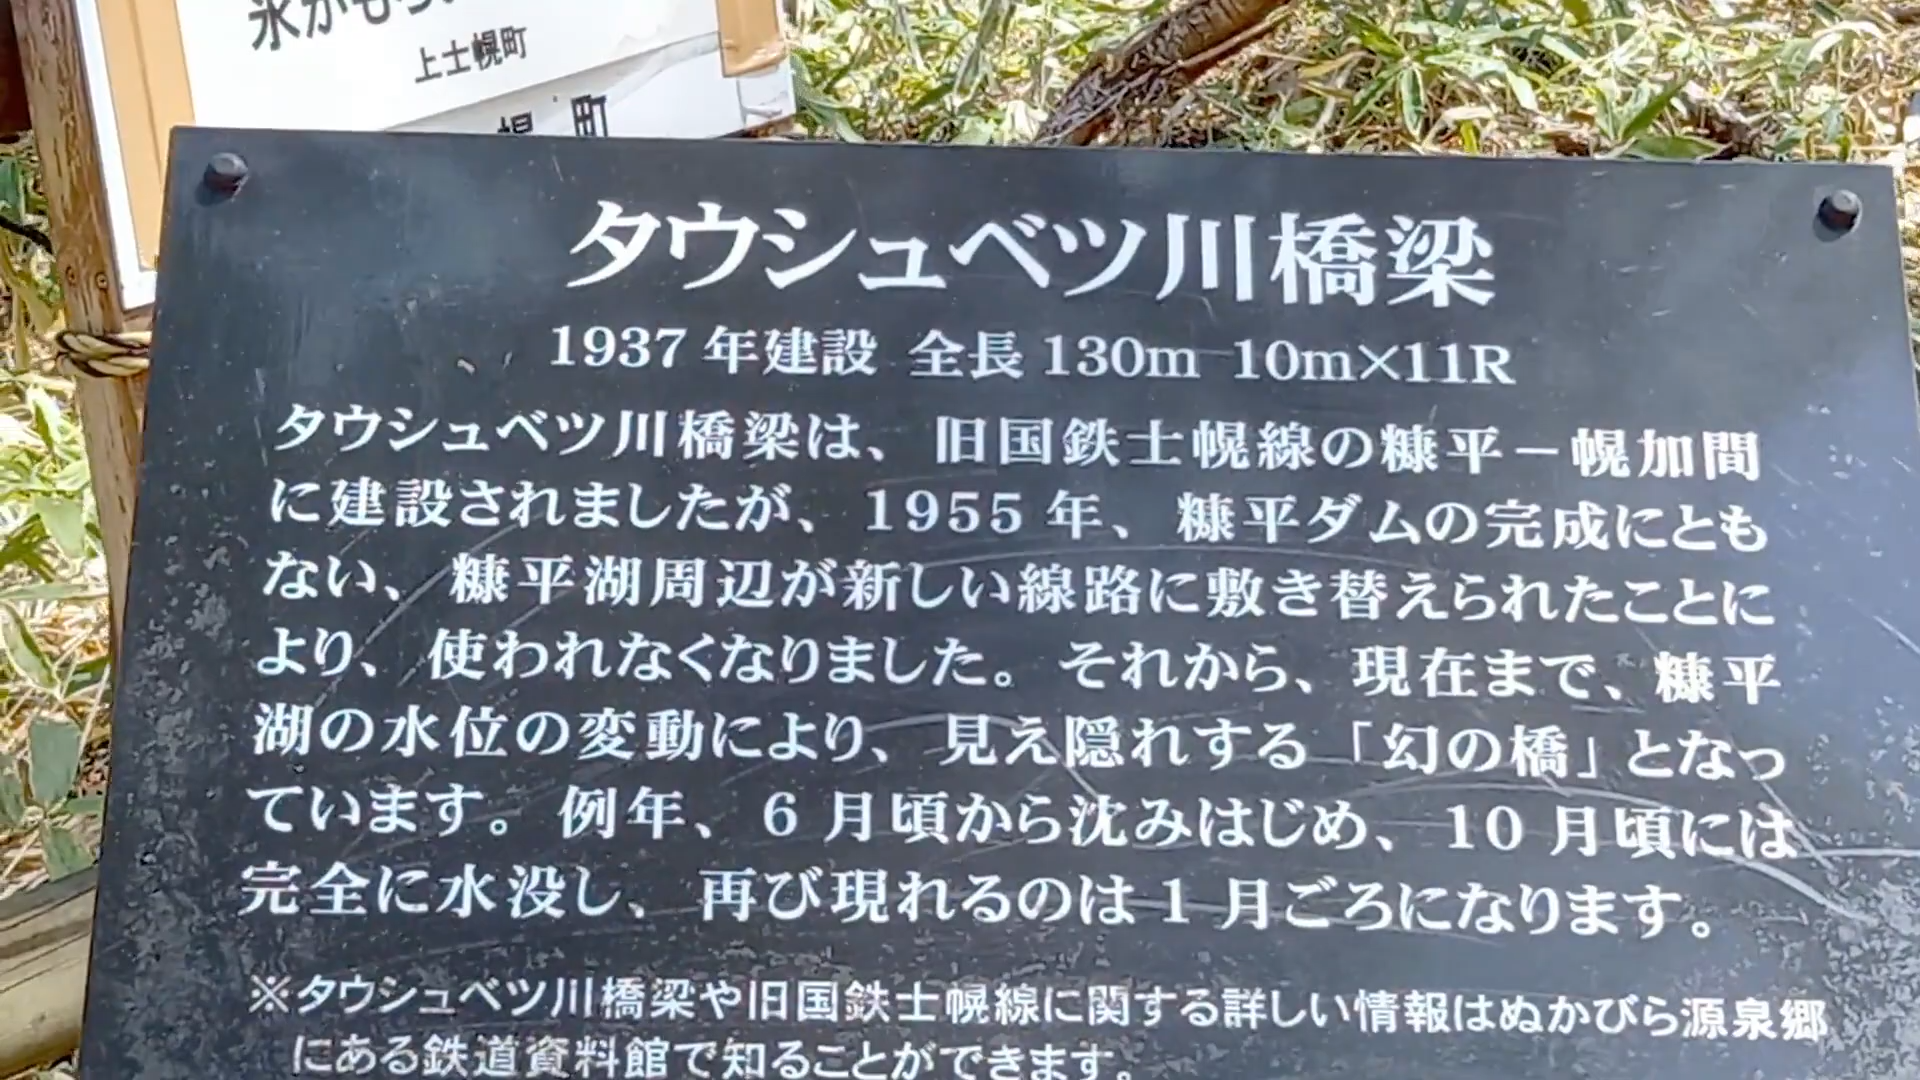 上士幌町
幌 町
タウシュベツ川橋梁
1937年建設 全長130m 10m×11R
タウシュベツ川橋梁は、旧国鉄士幌線の糠平－幌加間
に建設されましたが、1955年、糠平ダムの完成にとも
ない、糠平湖周辺が新しい線路に敷き替えられたことに
より、使われなくなりました。それから、現在まで、糠平
湖の水位の変動により、見え隠れする「幻の橋」となっ
ています。例年、6月頃から沈みはじめ、10月頃には
完全に水没し、再び現れるのは1月ごろになります。
※タウシュベツ川橋梁や旧国鉄士幌線に関する詳しい情報はぬかびら源泉郷
にある鉄道資料館で知ることができます。